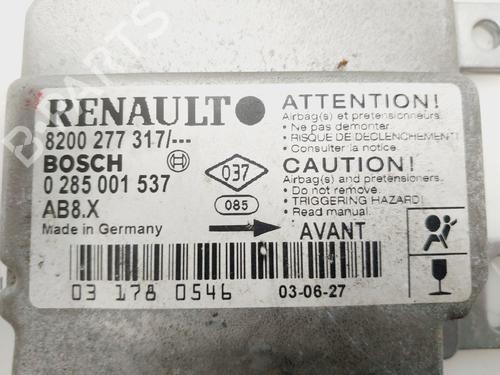 RENAULT
8200 277 317/---
BOSCH
0 285 001 537
AB8.X
Made in Germany
037
085
AVANT
ATTENTION!
Airbag(s) et pretensionneurs.
• Ne pas demonter.
• RISQUE DE DECLENCHEMENT!
• Consulter la notice.
CAUTION!
Airbag(s) and pretensioners.
• Do not remove.
• TRIGGERING HAZARD!
• Read manual.
03 178 0546
03-06-27